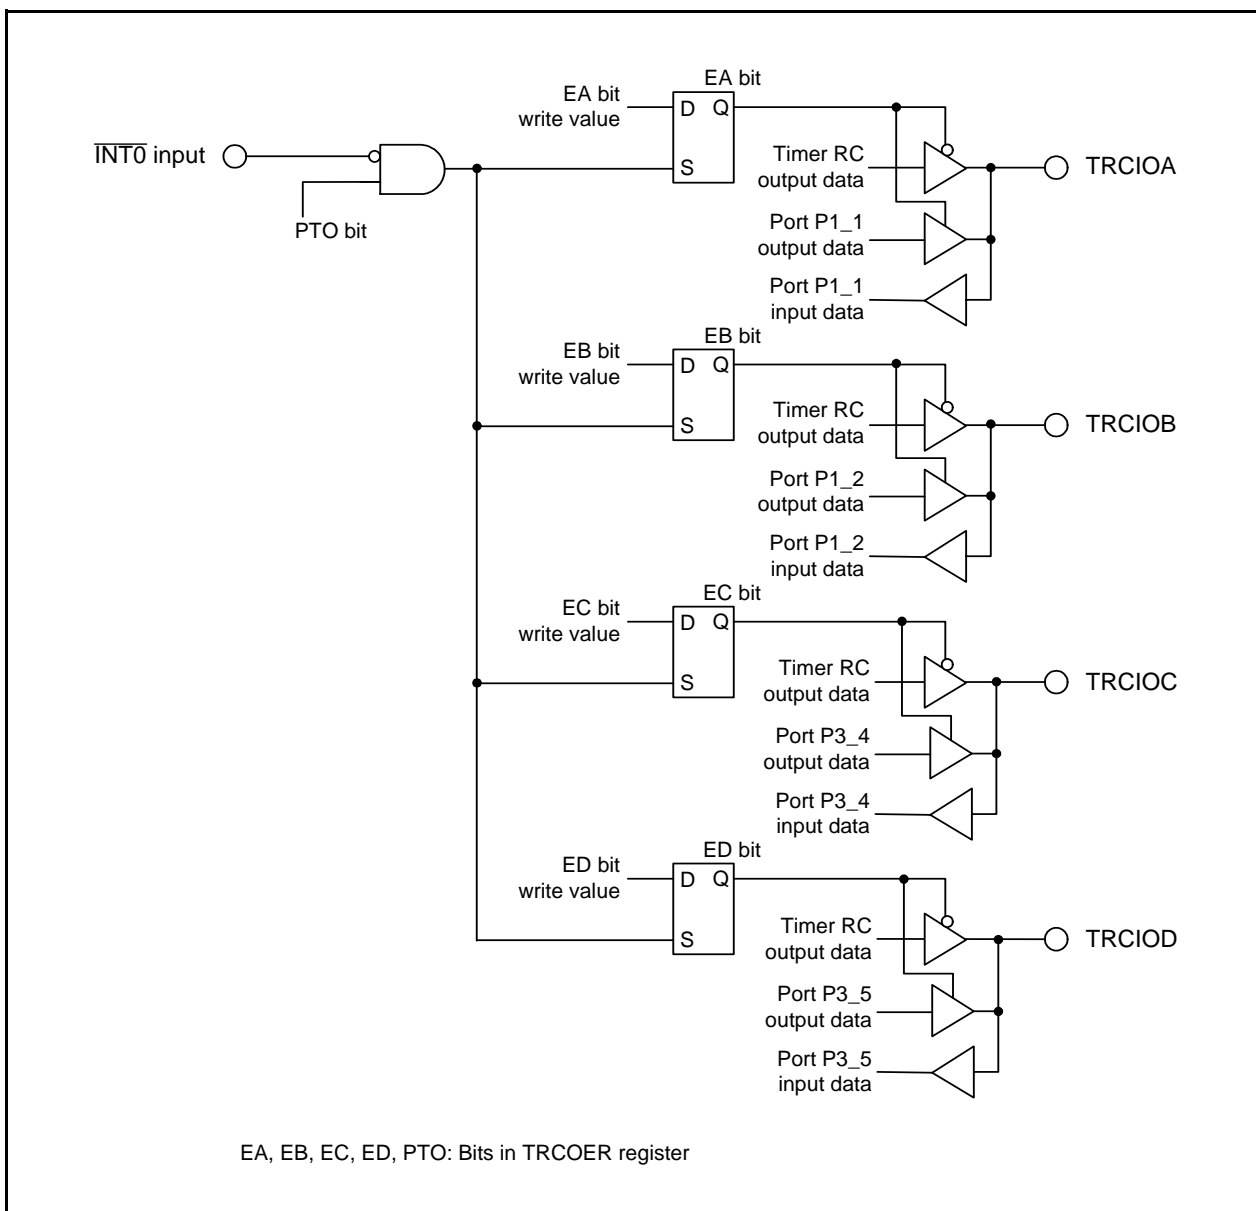 EA bit
EA bit
write value
D Q
S
INT0 input
PTO bit
Timer RC
output data
TRCIOA
Port P1_1
output data
Port P1_1
input data
EB bit
EB bit
write value
D Q
S
Timer RC
output data
TRCIOB
Port P1_2
output data
Port P1_2
input data
EC bit
EC bit
write value
D Q
S
Timer RC
output data
TRCIOC
Port P3_4
output data
Port P3_4
input data
ED bit
ED bit
write value
D Q
S
Timer RC
output data
TRCIOD
Port P3_5
output data
Port P3_5
input data
EA, EB, EC, ED, PTO: Bits in TRCOER register